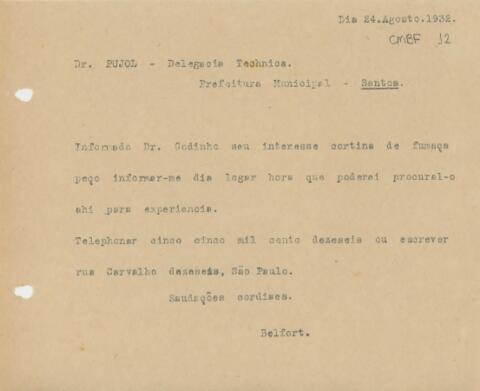 Dia 24.Agosto.1932.
CMBF 12
Dr. PUJOL - Delegacia Technica.
Prefeitura Municipal - Santos.
Informado Dr. Godinho seu interesse cortina de fumaça
peço informar-me dia logar hora que poderei procural-o
ahi para experiencia.
Telephonar cinco cinco mil cento dezeseis ou escrever
rua Carvalho dezeseis, São Paulo.
Saudações cordiaes.
Belfort.